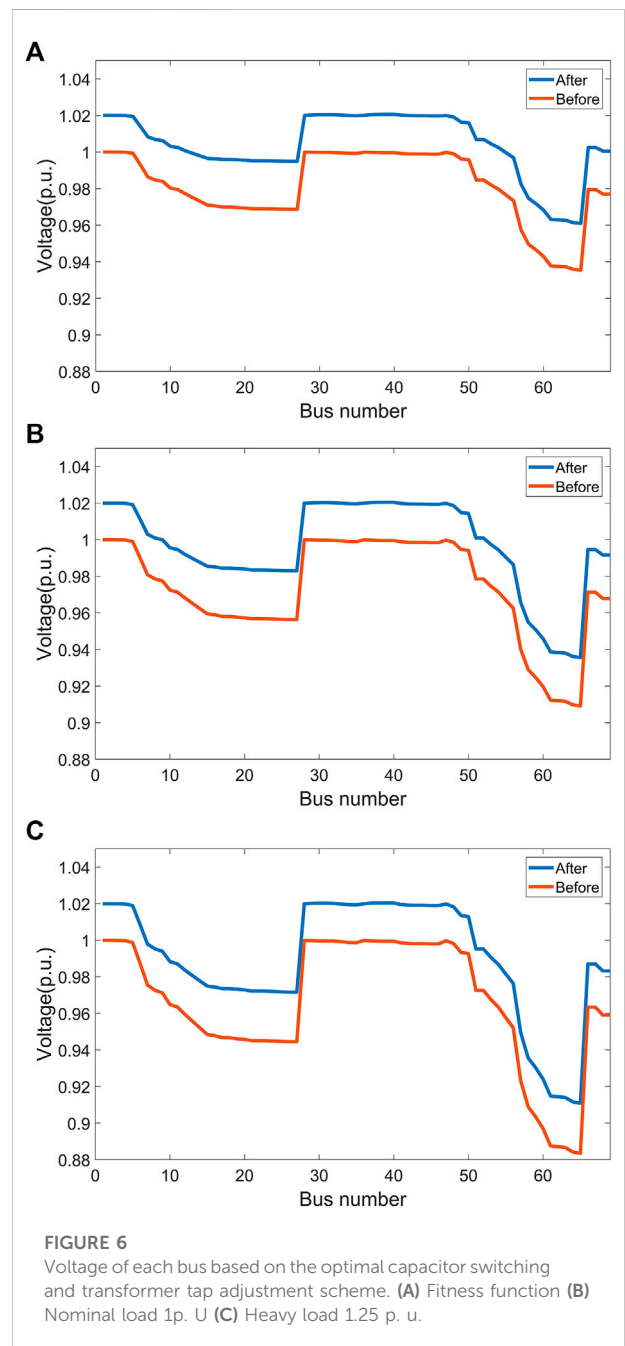 A
1.04
1.02
1
0.98
0.96
0.94
0.92
0.9
0.88
Voltage(p.u.)
After
Before
0 10 20 30 40 50 60
Bus number
B
1.04
1.02
1
0.98
0.96
0.94
0.92
0.9
0.88
Voltage(p.u.)
After
Before
0 10 20 30 40 50 60
Bus number
C
1.04
1.02
1
0.98
0.96
0.94
0.92
0.9
0.88
Voltage(p.u.)
After
Before
0 10 20 30 40 50 60
Bus number
FIGURE 6
Voltage of each bus based on the optimal capacitor switching
and transformer tap adjustment scheme. (A) Fitness function (B)
Nominal load 1p. U (C) Heavy load 1.25 p. u.